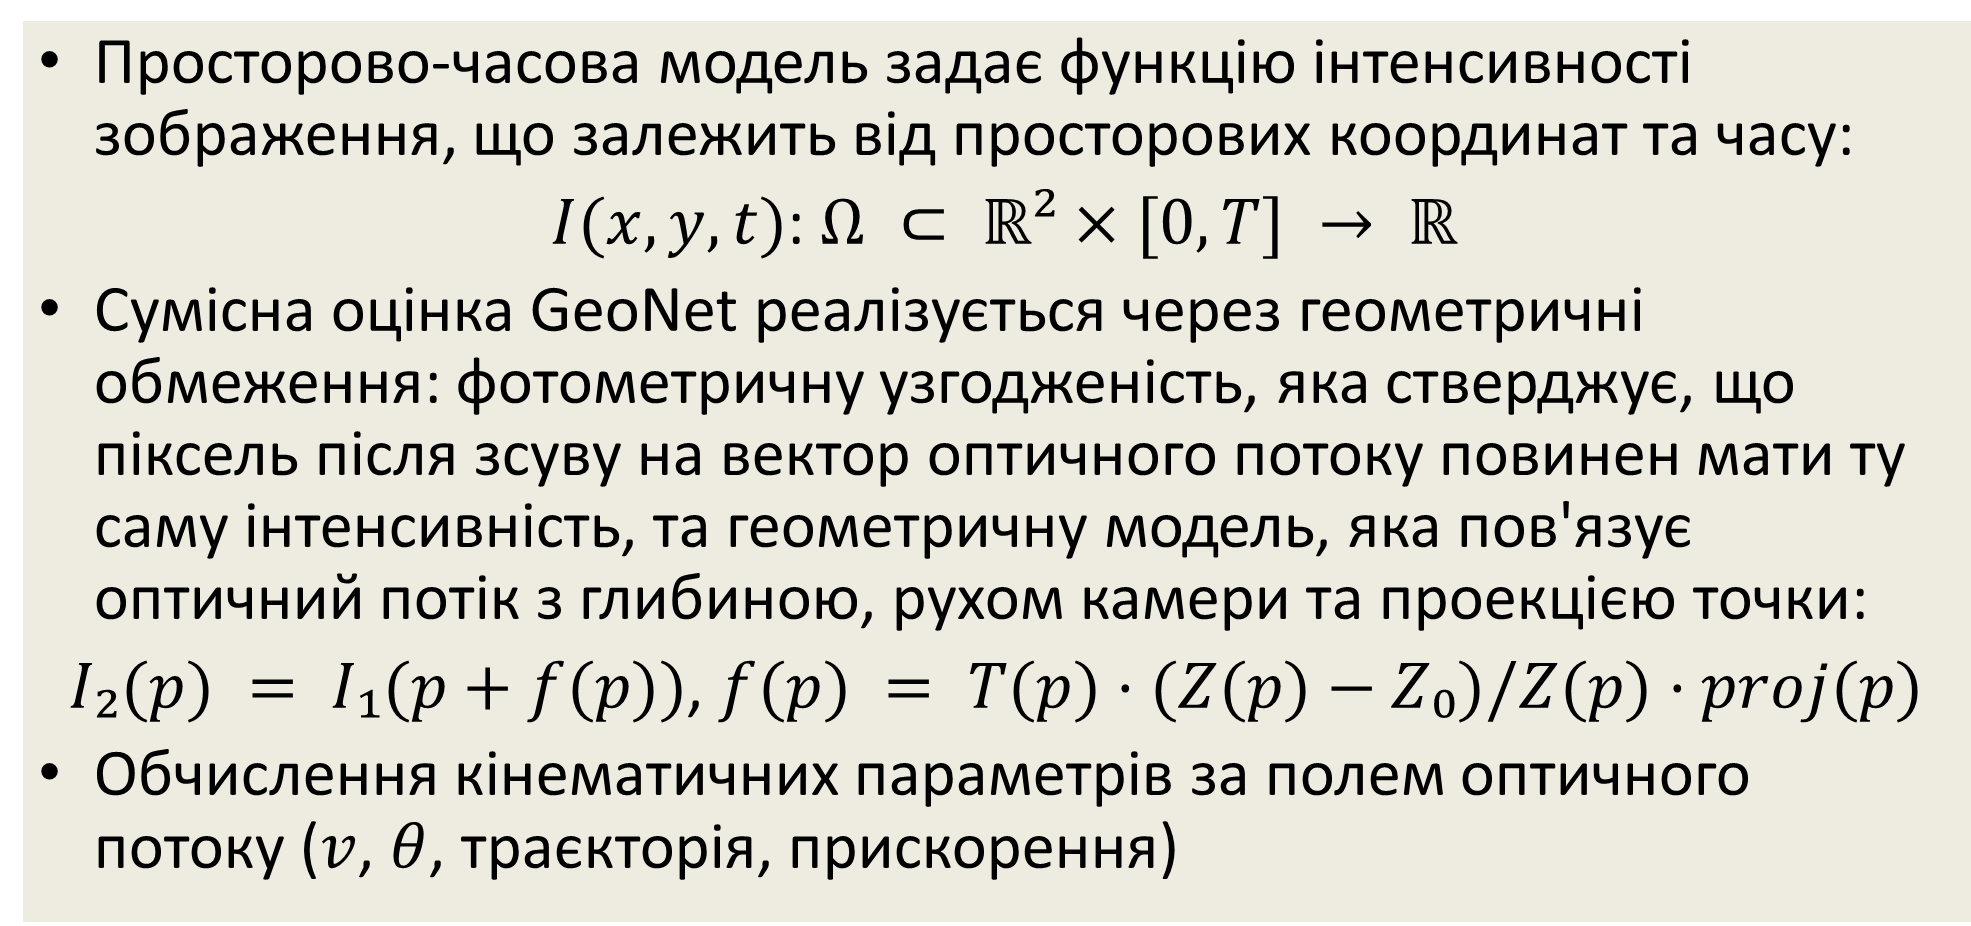 • Просторово-часова модель задає функцію інтенсивності
зображення, що залежить від просторових координат та часу:
I(x, y, t): Ω ⊂ ℝ² × [0, T] → ℝ
• Сумісна оцінка GeoNet реалізується через геометричні
обмеження: фотометричну узгодженість, яка стверджує, що
піксель після зсуву на вектор оптичного потоку повинен мати ту
саму інтенсивність, та геометричну модель, яка пов'язує
оптичний потік з глибиною, рухом камери та проекцією точки:
I₂(p) = I₁(p + f(p)), f(p) = T(p) · (Z(p) − Z₀)/Z(p) · proj(p)
• Обчислення кінематичних параметрів за полем оптичного
потоку (v, θ, траєкторія, прискорення)